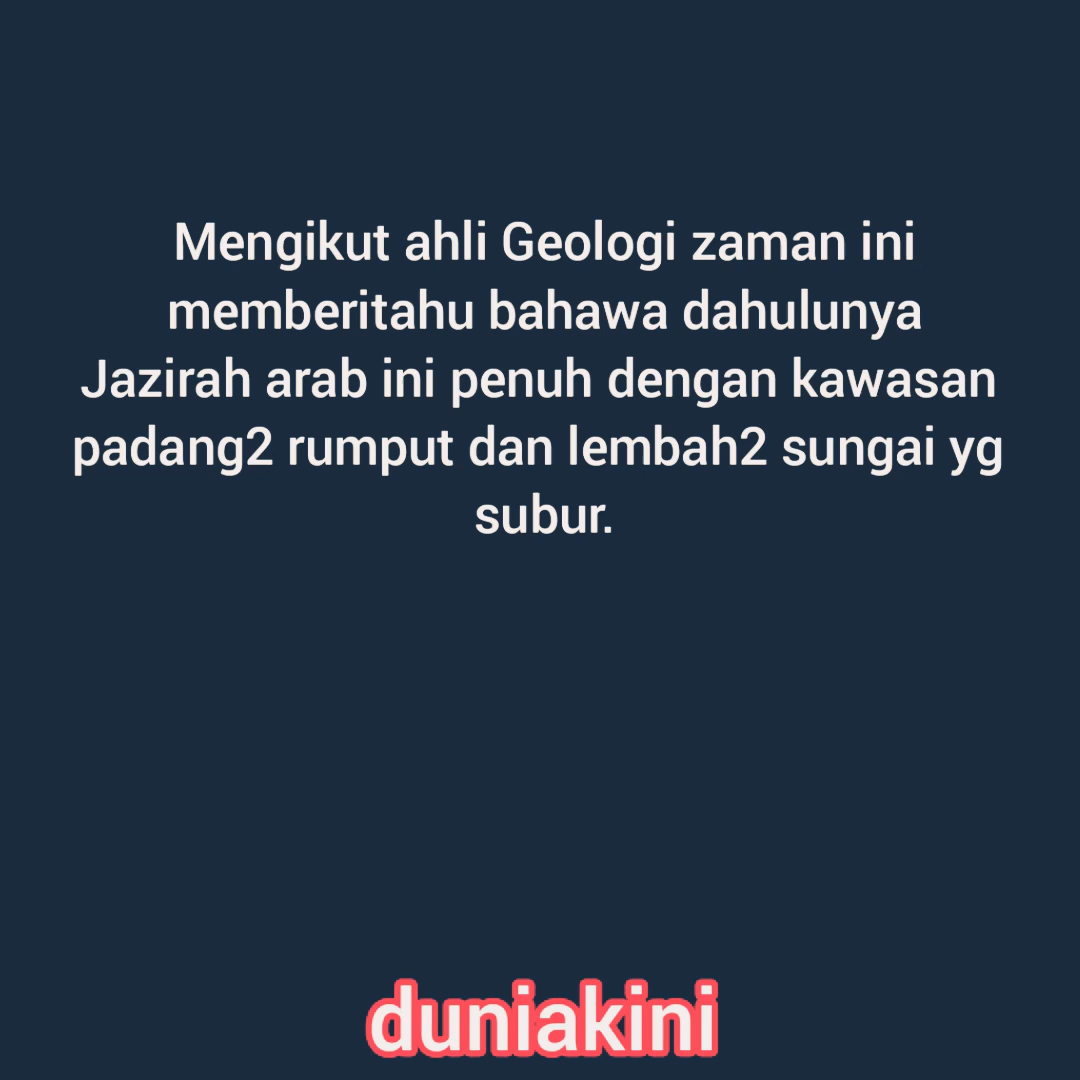 Mengikut ahli Geologi zaman ini
memberitahu bahawa dahulunya
Jazirah arab ini penuh dengan kawasan
padang2 rumput dan lembah2 sungai yg
subur.
duniakini